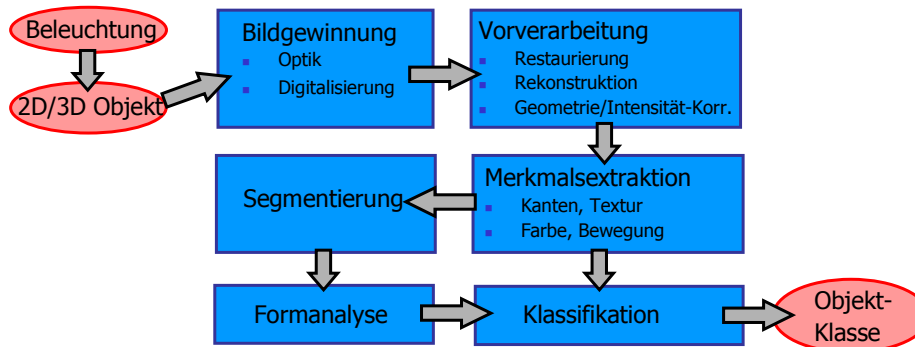 Beleuchtung
2D/3D Objekt
Bildgewinnung
Optik
Digitalisierung
Vorverarbeitung
Restaurierung
Rekonstruktion
Geometrie/Intensität-Korr.
Merkmalsextraktion
Kanten, Textur
Farbe, Bewegung
Segmentierung
Formanalyse
Klassifikation
Objekt-
Klasse